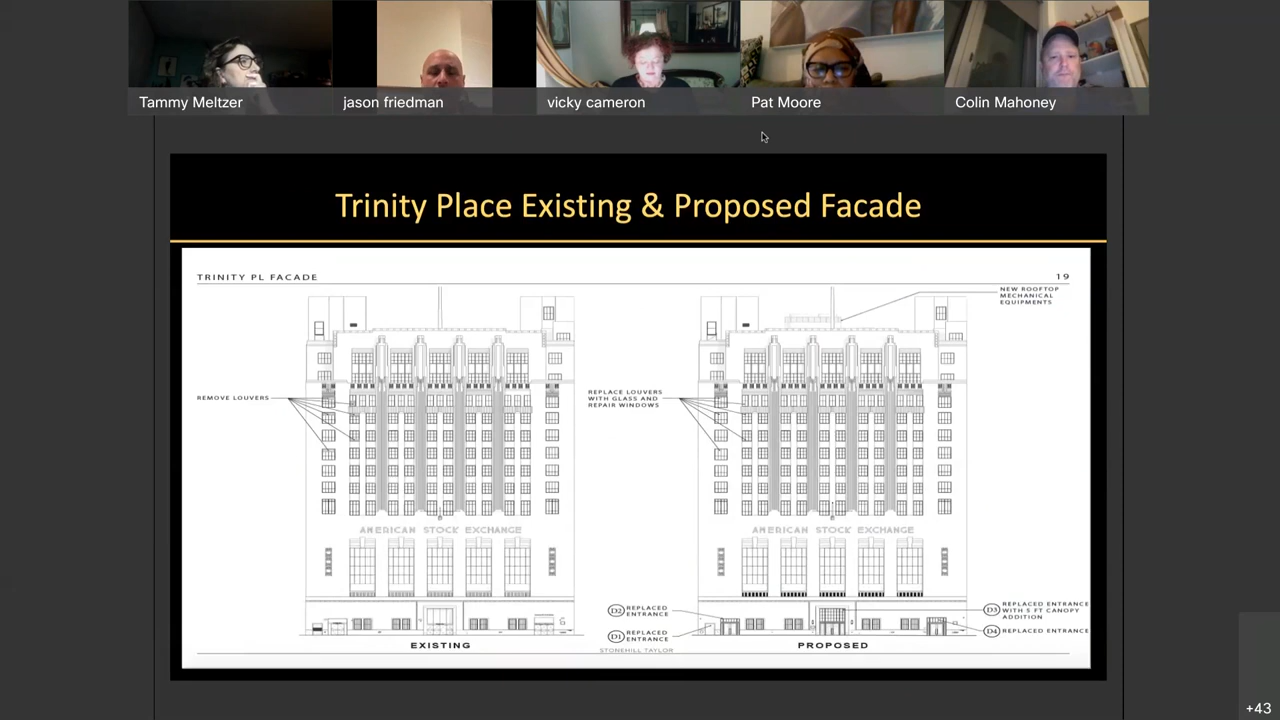 Tammy Meltzer
jason friedman
vicky cameron
Pat Moore
Colin Mahoney
Trinity Place Existing & Proposed Facade
TRINITY PL FACADE
19
NEW ROOFTOP
MECHANICAL
EQUIPMENTS
REMOVE LOUVERS
REPLACE LOUVERS
WITH GLASS AND
REPAIR WINDOWS
AMERICAN STOCK EXCHANGE
AMERICAN STOCK EXCHANGE
D2 REPLACED
ENTRANCE
D1 REPLACED
ENTRANCE
D3 REPLACED ENTRANCE
WITH 5 FT CANOPY
ADDITION
D4 REPLACED ENTRANCE
EXISTING
STONEHILL TAYLOR
PROPOSED
+43